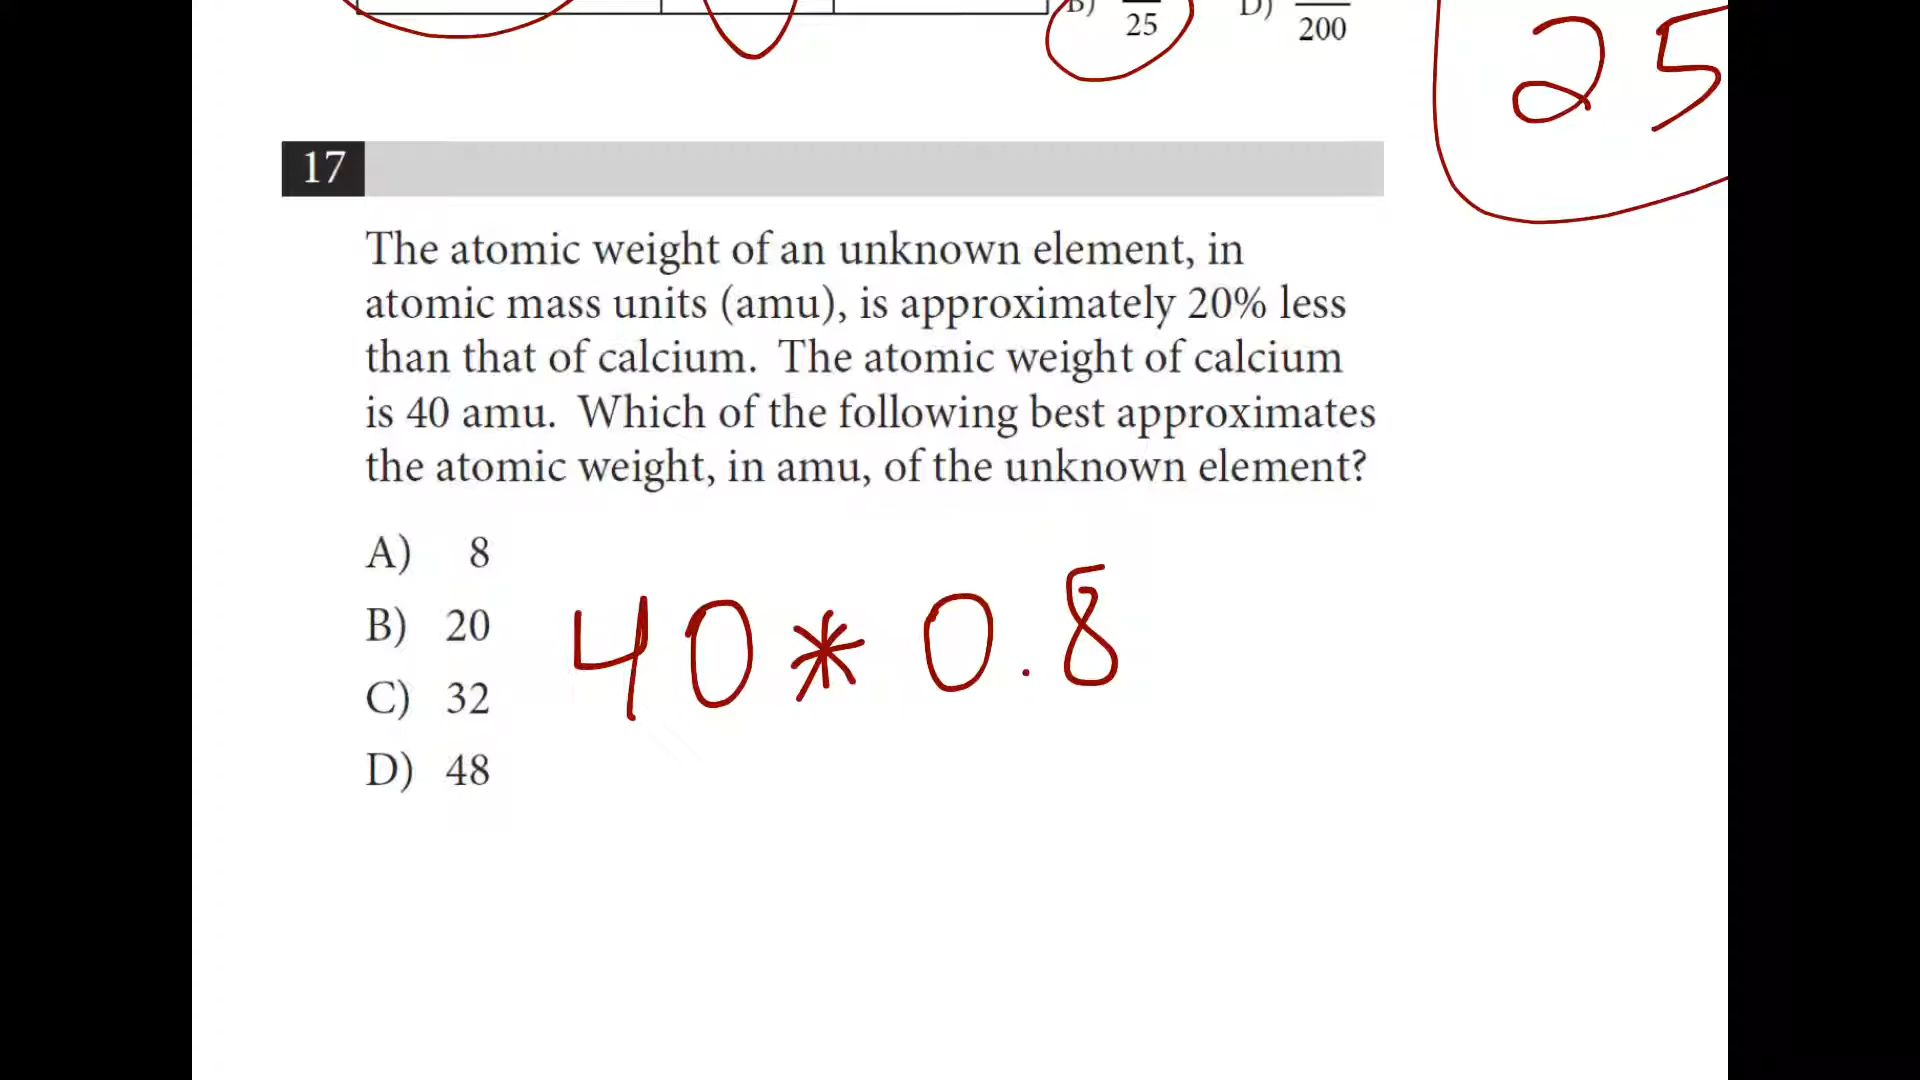 B) 25 D) 200
25
17
The atomic weight of an unknown element, in
atomic mass units (amu), is approximately 20% less
than that of calcium. The atomic weight of calcium
is 40 amu. Which of the following best approximates
the atomic weight, in amu, of the unknown element?
A) 8
B) 20
C) 32
D) 48
40 * 0.8